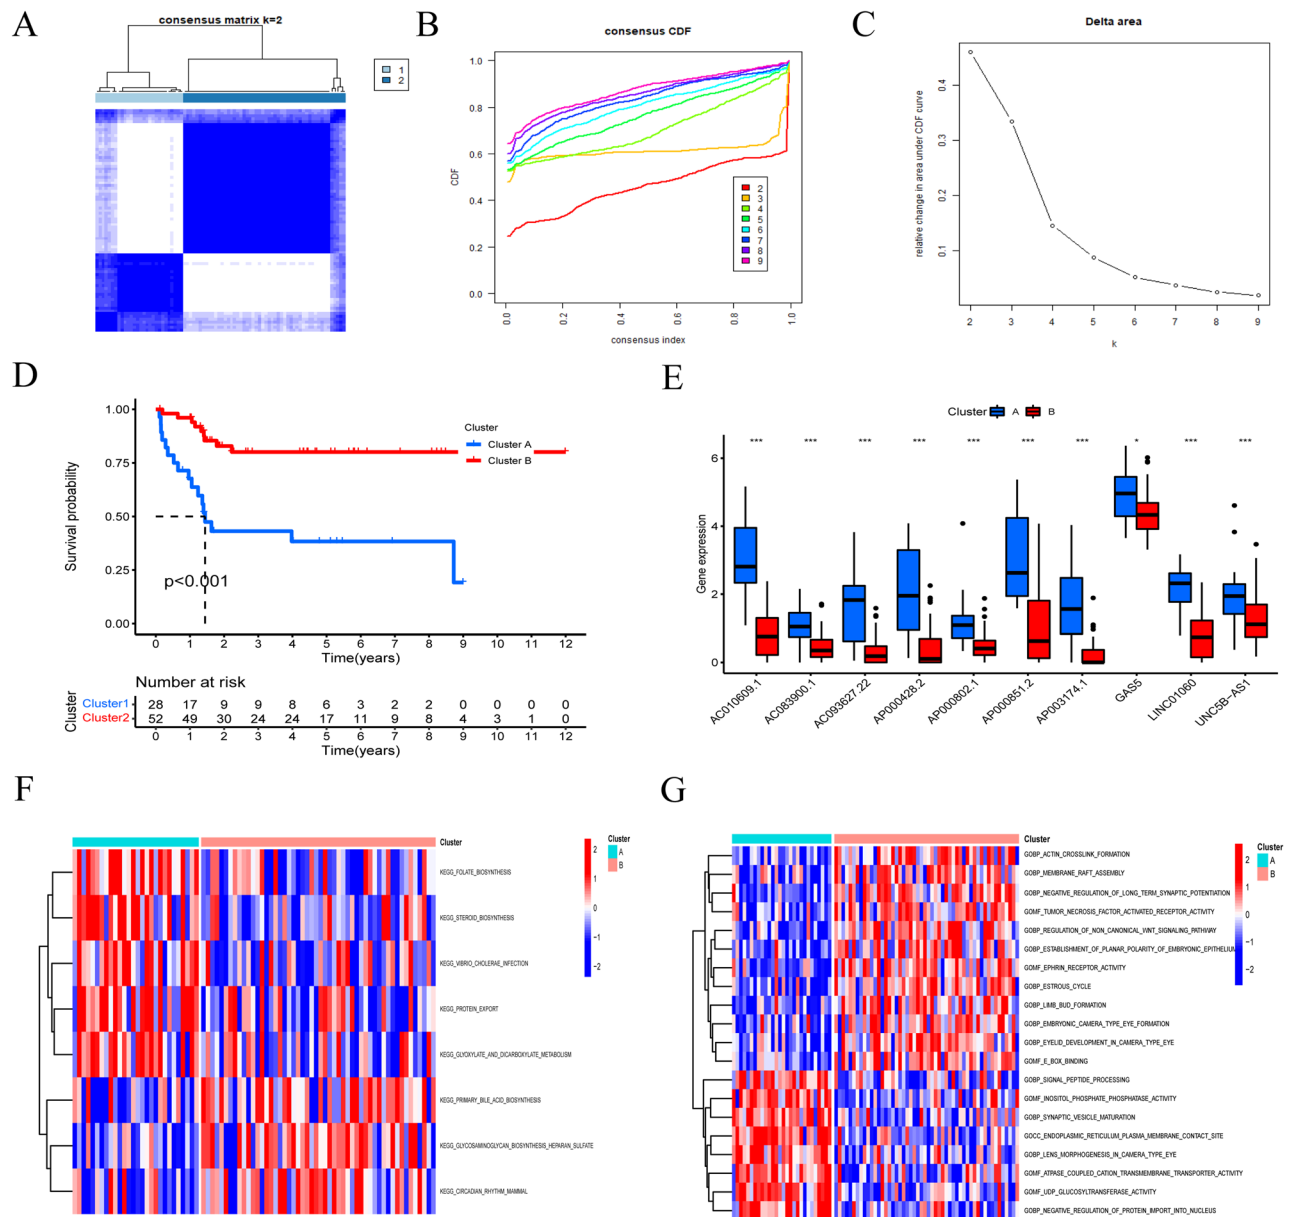 A
consensus matrix k=2
1
2
B
consensus CDF
CDF
1.0
0.8
0.6
0.4
0.2
0.0
2
3
4
5
6
7
8
9
0.0 0.2 0.4 0.6 0.8 1.0
consensus index
C
Delta area
relative change in area under CDF curve
0.4
0.3
0.2
0.1
2 3 4 5 6 7 8 9
k
D
Survival probability
1.00
0.75
0.50
0.25
0.00
Cluster
Cluster A
Cluster B
p<0.001
0 1 2 3 4 5 6 7 8 9 10 11 12
Time(years)
Number at risk
Cluster
Cluster1 28 17 9 9 8 6 3 2 2 0 0 0 0
Cluster2 52 49 30 24 24 17 11 9 8 4 3 1 0
0 1 2 3 4 5 6 7 8 9 10 11 12
Time(years)
E
Cluster A B
*** *** *** *** *** *** *** * *** ***
Gene expression
6
4
2
0
AC010609.1
AC083900.1
AC093627.22
AP000428.2
AP000802.1
AP000851.2
AP003174.1
GAS5
LINC01060
UNC5B-AS1
F
Cluster
KEGG_FOLATE_BIOSYNTHESIS
KEGG_STEROID_BIOSYNTHESIS
KEGG_VIBRIO_CHOLERAE_INFECTION
KEGG_PROTEIN_EXPORT
KEGG_GLYOXYLATE_AND_DICARBOXYLATE_METABOLISM
KEGG_PRIMARY_BILE_ACID_BIOSYNTHESIS
KEGG_GLYCOSAMINOGLYCAN_BIOSYNTHESIS_HEPARAN_SULFATE
KEGG_CIRCADIAN_RHYTHM_MAMMAL
2
1
0
-1
-2
Cluster
A
B
G
Cluster
GOBP_ACTIN_CROSSLINK_FORMATION
GOBP_MEMBRANE_RAFT_ASSEMBLY
GOBP_NEGATIVE_REGULATION_OF_LONG_TERM_SYNAPTIC_POTENTIATION
GOMF_TUMOR_NECROSIS_FACTOR_ACTIVATED_RECEPTOR_ACTIVITY
GOBP_REGULATION_OF_NON_CANONICAL_WNT_SIGNALING_PATHWAY
GOBP_ESTABLISHMENT_OF_PLANAR_POLARITY_OF_EMBRYONIC_EPITHELIUM
GOMF_EPHRIN_RECEPTOR_ACTIVITY
GOBP_ESTROUS_CYCLE
GOBP_LIMB_BUD_FORMATION
GOBP_EMBRYONIC_CAMERA_TYPE_EYE_FORMATION
GOBP_EYELID_DEVELOPMENT_IN_CAMERA_TYPE_EYE
GOMF_E_BOX_BINDING
GOBP_SIGNAL_PEPTIDE_PROCESSING
GOMF_INOSITOL_PHOSPHATE_PHOSPHATASE_ACTIVITY
GOBP_SYNAPTIC_VESICLE_MATURATION
GOCC_ENDOPLASMIC_RETICULUM_PLASMA_MEMBRANE_CONTACT_SITE
GOBP_LENS_MORPHOGENESIS_IN_CAMERA_TYPE_EYE
GOMF_ATPASE_COUPLED_CATION_TRANSMEMBRANE_TRANSPORTER_ACTIVITY
GOMF_UDP_GLUCOSYLTRANSFERASE_ACTIVITY
GOBP_NEGATIVE_REGULATION_OF_PROTEIN_IMPORT_INTO_NUCLEUS
2
1
0
-1
-2
Cluster
A
B